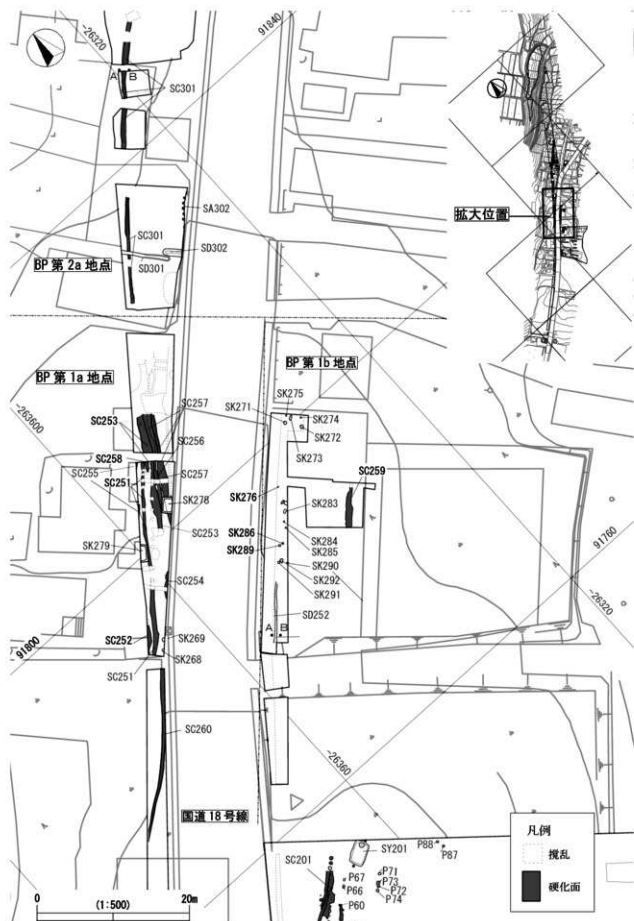 -26320
91840
A B
SC301
拡大位置
SA302
SC301
SD302
SD301
BP 第 2a 地点
BP 第 1a 地点
BP 第 1b 地点
-263600
SK275
SK271
SK274
SK272
SK273
SC257
SC253
SC256
SC258
SC255
SC257
SC251
SK278
SC259
SK276
SK283
SC253
SK286
SK284
SK285
SK289
SK279
SK290
SK292
SK291
91760
-26320
SC254
SD252
A B
SC252
SK269
91800
SK268
SC251
SC260
-26360
国道 18 号線
凡例
撹乱
硬化面
SY201
P88
P87
SC201
P67
P71
P66
P73
P72
P60
P74
0 (1:500) 20m